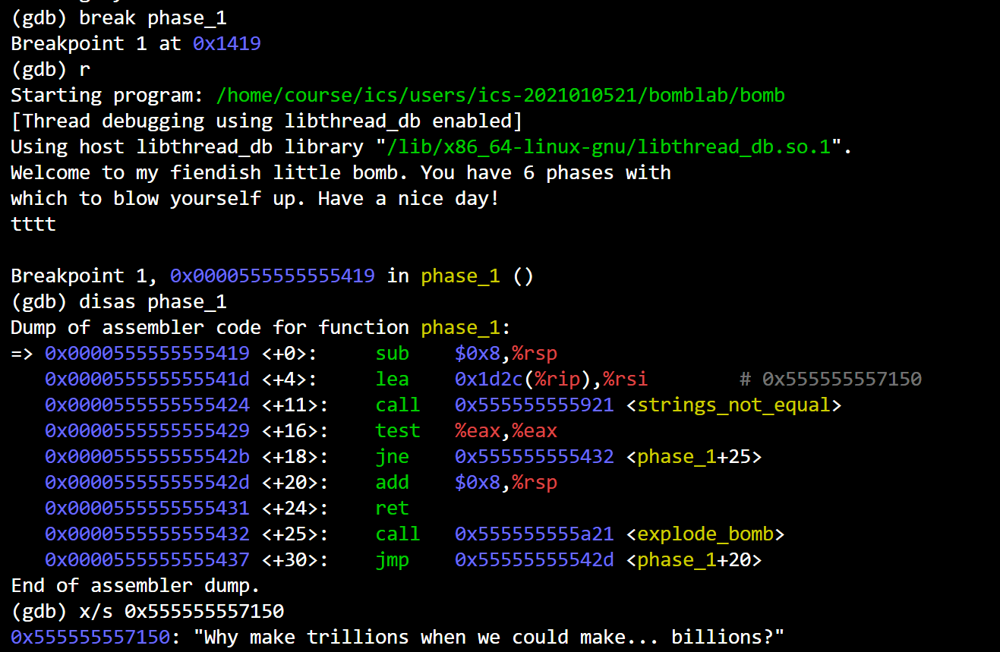 (gdb) break phase_1
Breakpoint 1 at 0x1419
(gdb) r
Starting program: /home/course/ics/users/ics-2021010521/bomblab/bomb
[Thread debugging using libthread_db enabled]
Using host libthread_db library "/lib/x86_64-linux-gnu/libthread_db.so.1".
Welcome to my fiendish little bomb. You have 6 phases with
which to blow yourself up. Have a nice day!
tttt
Breakpoint 1, 0x0000555555555419 in phase_1 ()
(gdb) disas phase_1
Dump of assembler code for function phase_1:
=> 0x0000555555555419 <+0>: sub $0x8,%rsp
0x000055555555541d <+4>: lea 0x1d2c(%rip),%rsi # 0x555555557150
0x0000555555555424 <+11>: call 0x555555555921 <strings_not_equal>
0x0000555555555429 <+16>: test %eax,%eax
0x000055555555542b <+18>: jne 0x555555555432 <phase_1+25>
0x000055555555542d <+20>: add $0x8,%rsp
0x0000555555555431 <+24>: ret
0x0000555555555432 <+25>: call 0x555555555a21 <explode_bomb>
0x0000555555555437 <+30>: jmp 0x55555555542d <phase_1+20>
End of assembler dump.
(gdb) x/s 0x555555557150
0x555555557150: "Why make trillions when we could make... billions?"